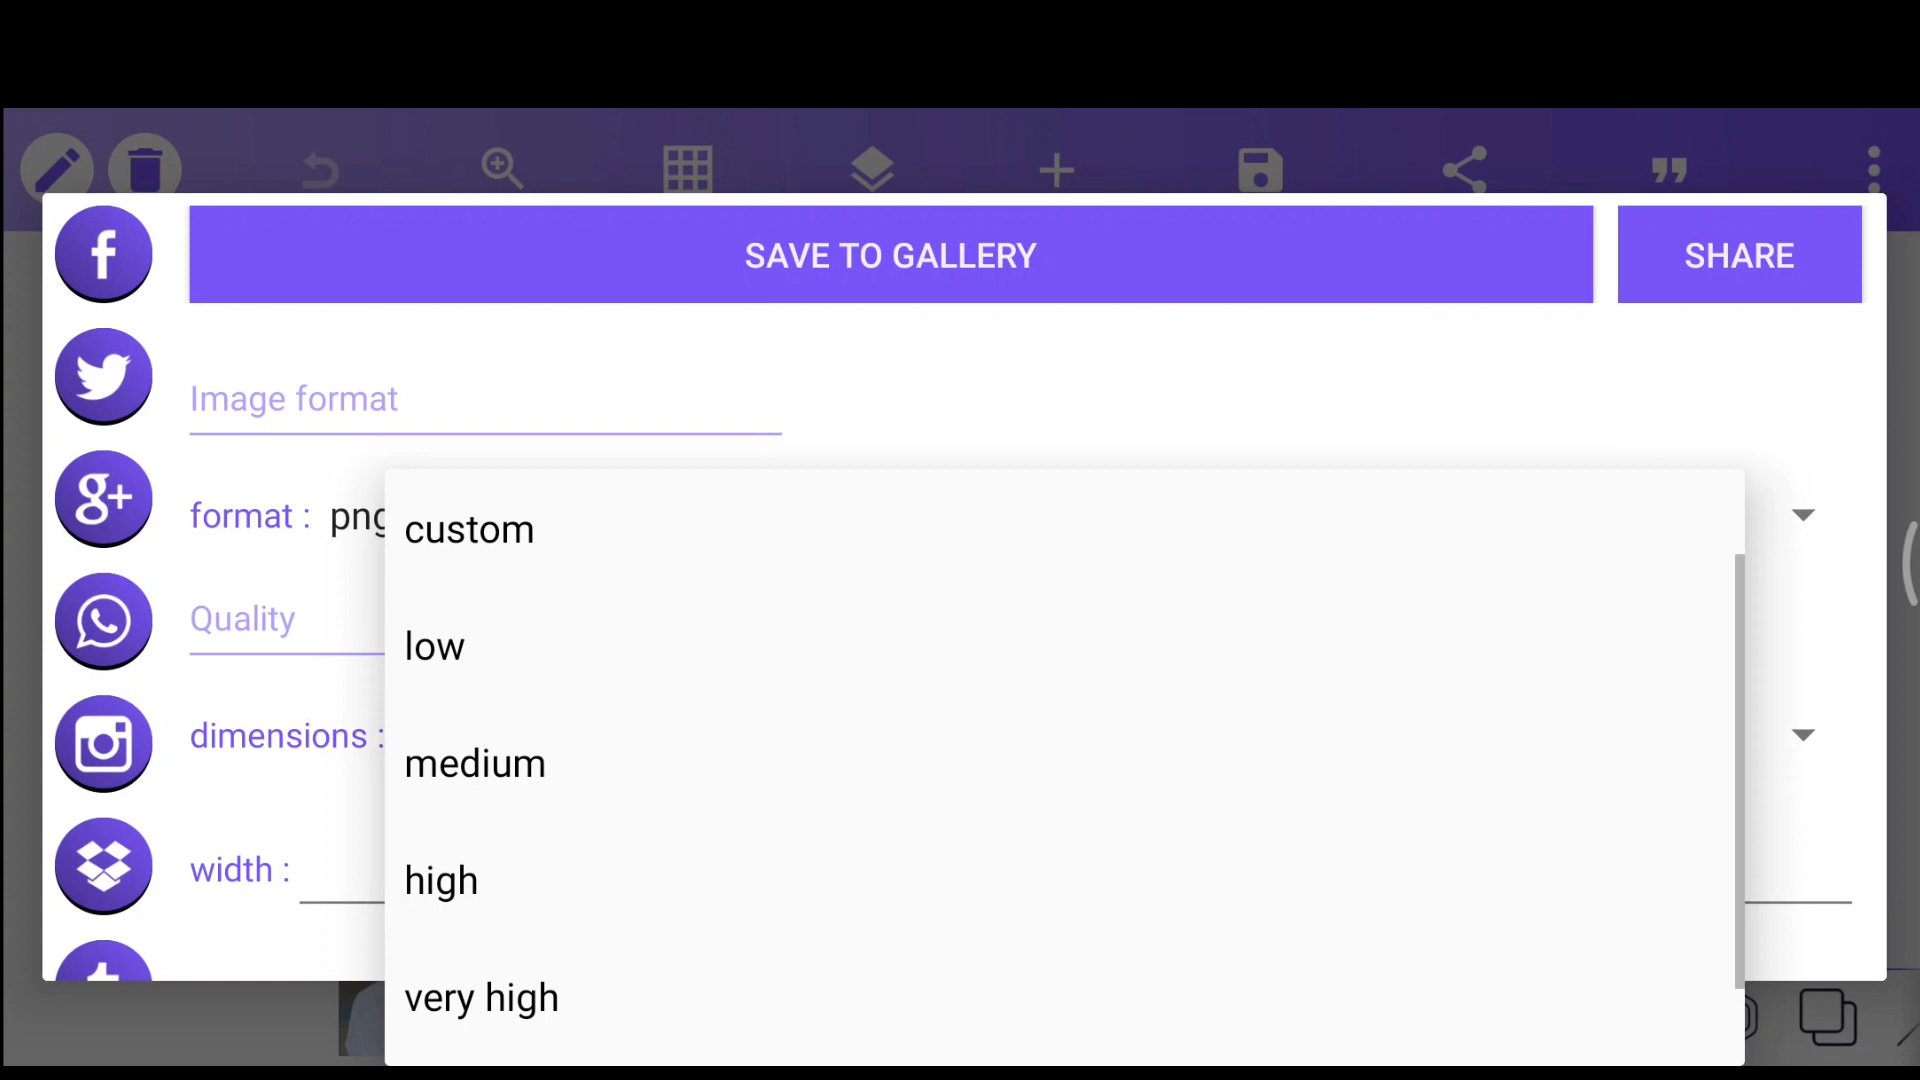 SAVE TO GALLERY
SHARE
Image format
format : png
custom
Quality
low
dimensions :
medium
width :
high
very high